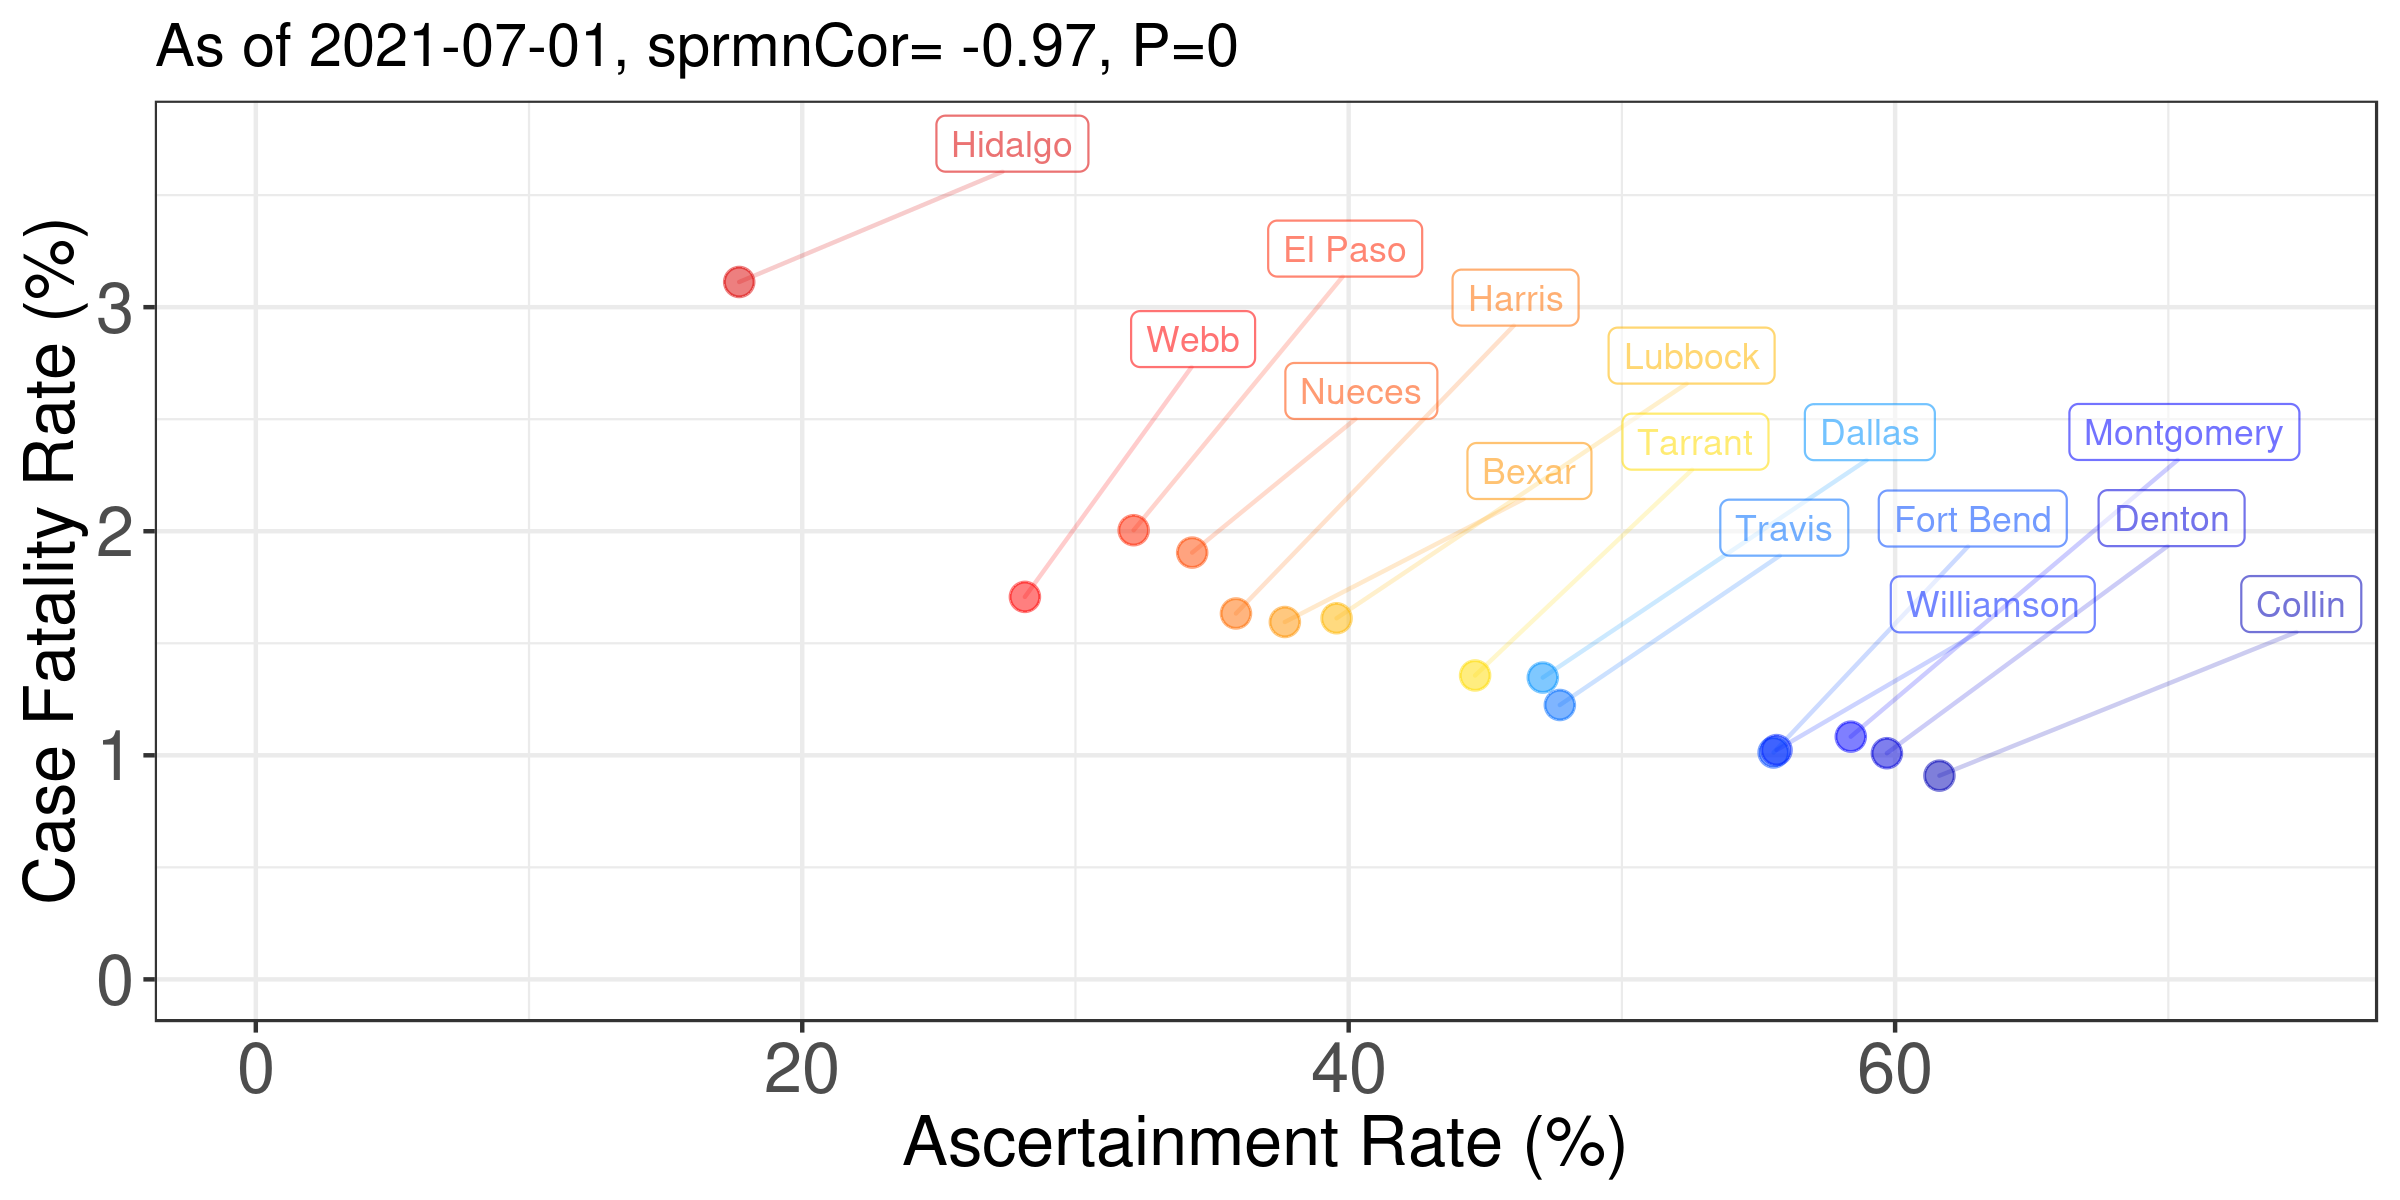 As of 2021-07-01, sprmnCor= -0.97, P=0
Case Fatality Rate (%)
3
2
1
0
Hidalgo
El Paso
Harris
Webb
Lubbock
Nueces
Dallas
Montgomery
Tarrant
Bexar
Travis
Fort Bend
Denton
Williamson
Collin
0 20 40 60
Ascertainment Rate (%)